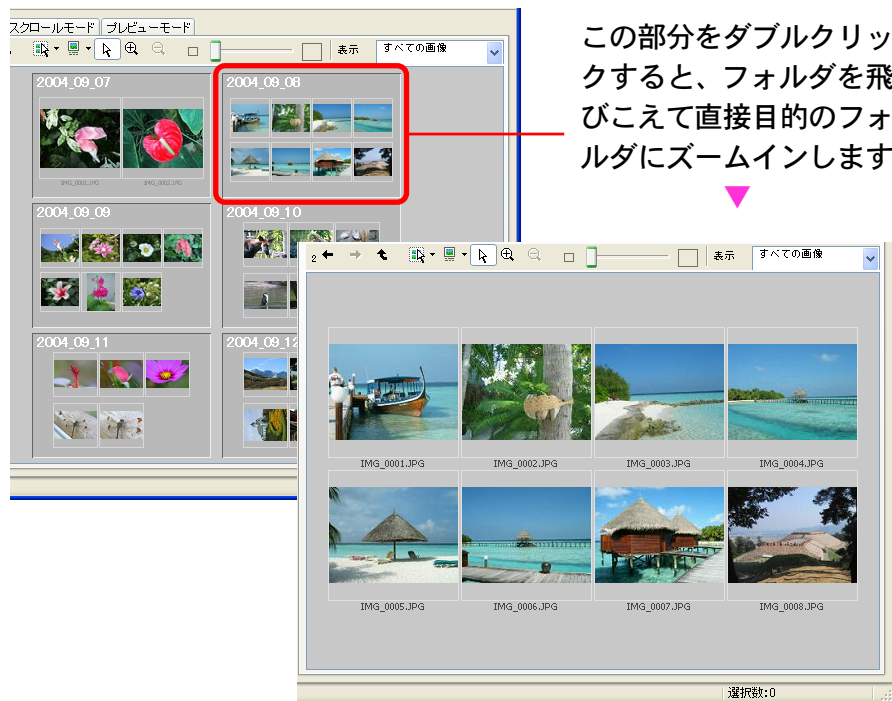 スクロールモード プレビューモード
表示 すべての画像
2004_09_07 2004_09_08
IMG_0001.JPG IMG_0002.JPG
2004_09_09 2004_09_10
2004_09_11 2004_09_12
この部分をダブルクリッ
クすると、フォルダを飛
びこえて直接目的のフォ
ルダにズームインします
▼
2 表示 すべての画像
IMG_0001.JPG IMG_0002.JPG IMG_0003.JPG IMG_0004.JPG
IMG_0005.JPG IMG_0006.JPG IMG_0007.JPG IMG_0008.JPG
選択数:0